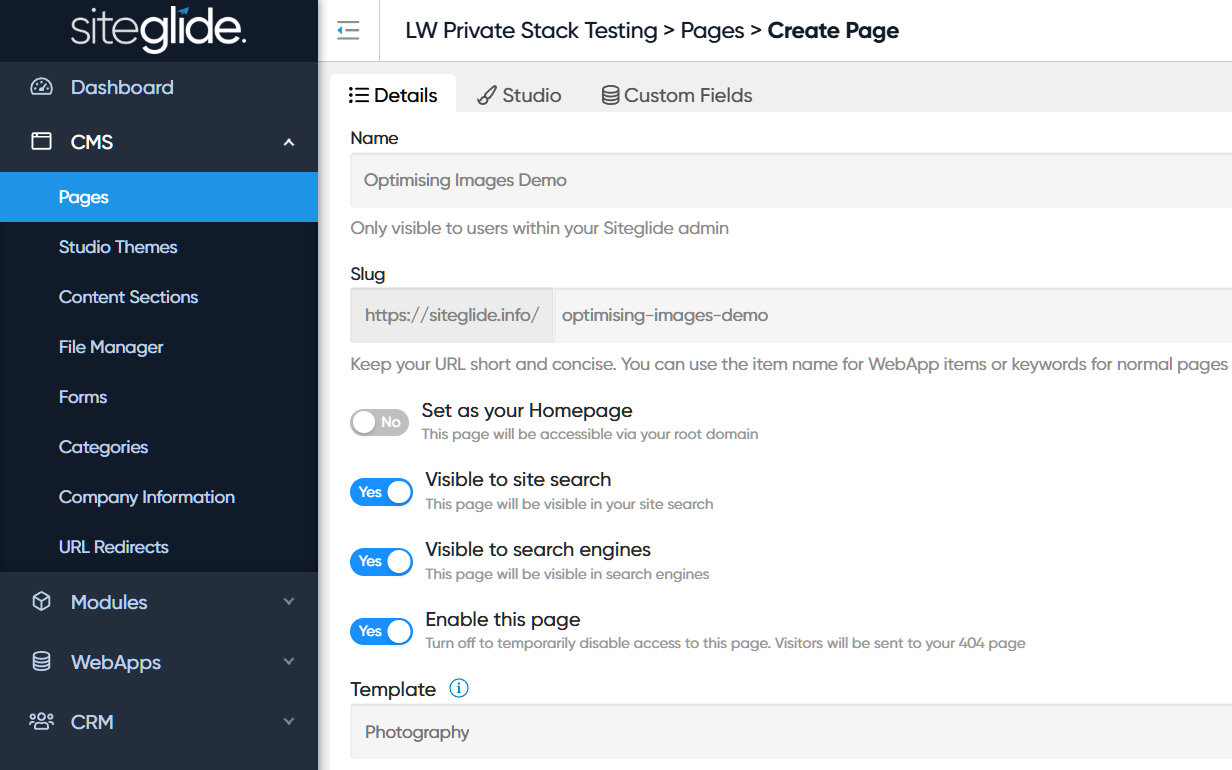 siteglide.
LW Private Stack Testing > Pages > Create Page
Dashboard
CMS
Pages
Studio Themes
Content Sections
File Manager
Forms
Categories
Company Information
URL Redirects
Modules
WebApps
CRM
Details Studio Custom Fields
Name
Optimising Images Demo
Only visible to users within your Siteglide admin
Slug
https://siteglide.info/ optimising-images-demo
Keep your URL short and concise. You can use the item name for WebApp items or keywords for normal pages
No Set as your Homepage
This page will be accessible via your root domain
Yes Visible to site search
This page will be visible in your site search
Yes Visible to search engines
This page will be visible in search engines
Yes Enable this page
Turn off to temporarily disable access to this page. Visitors will be sent to your 404 page
Template
Photography